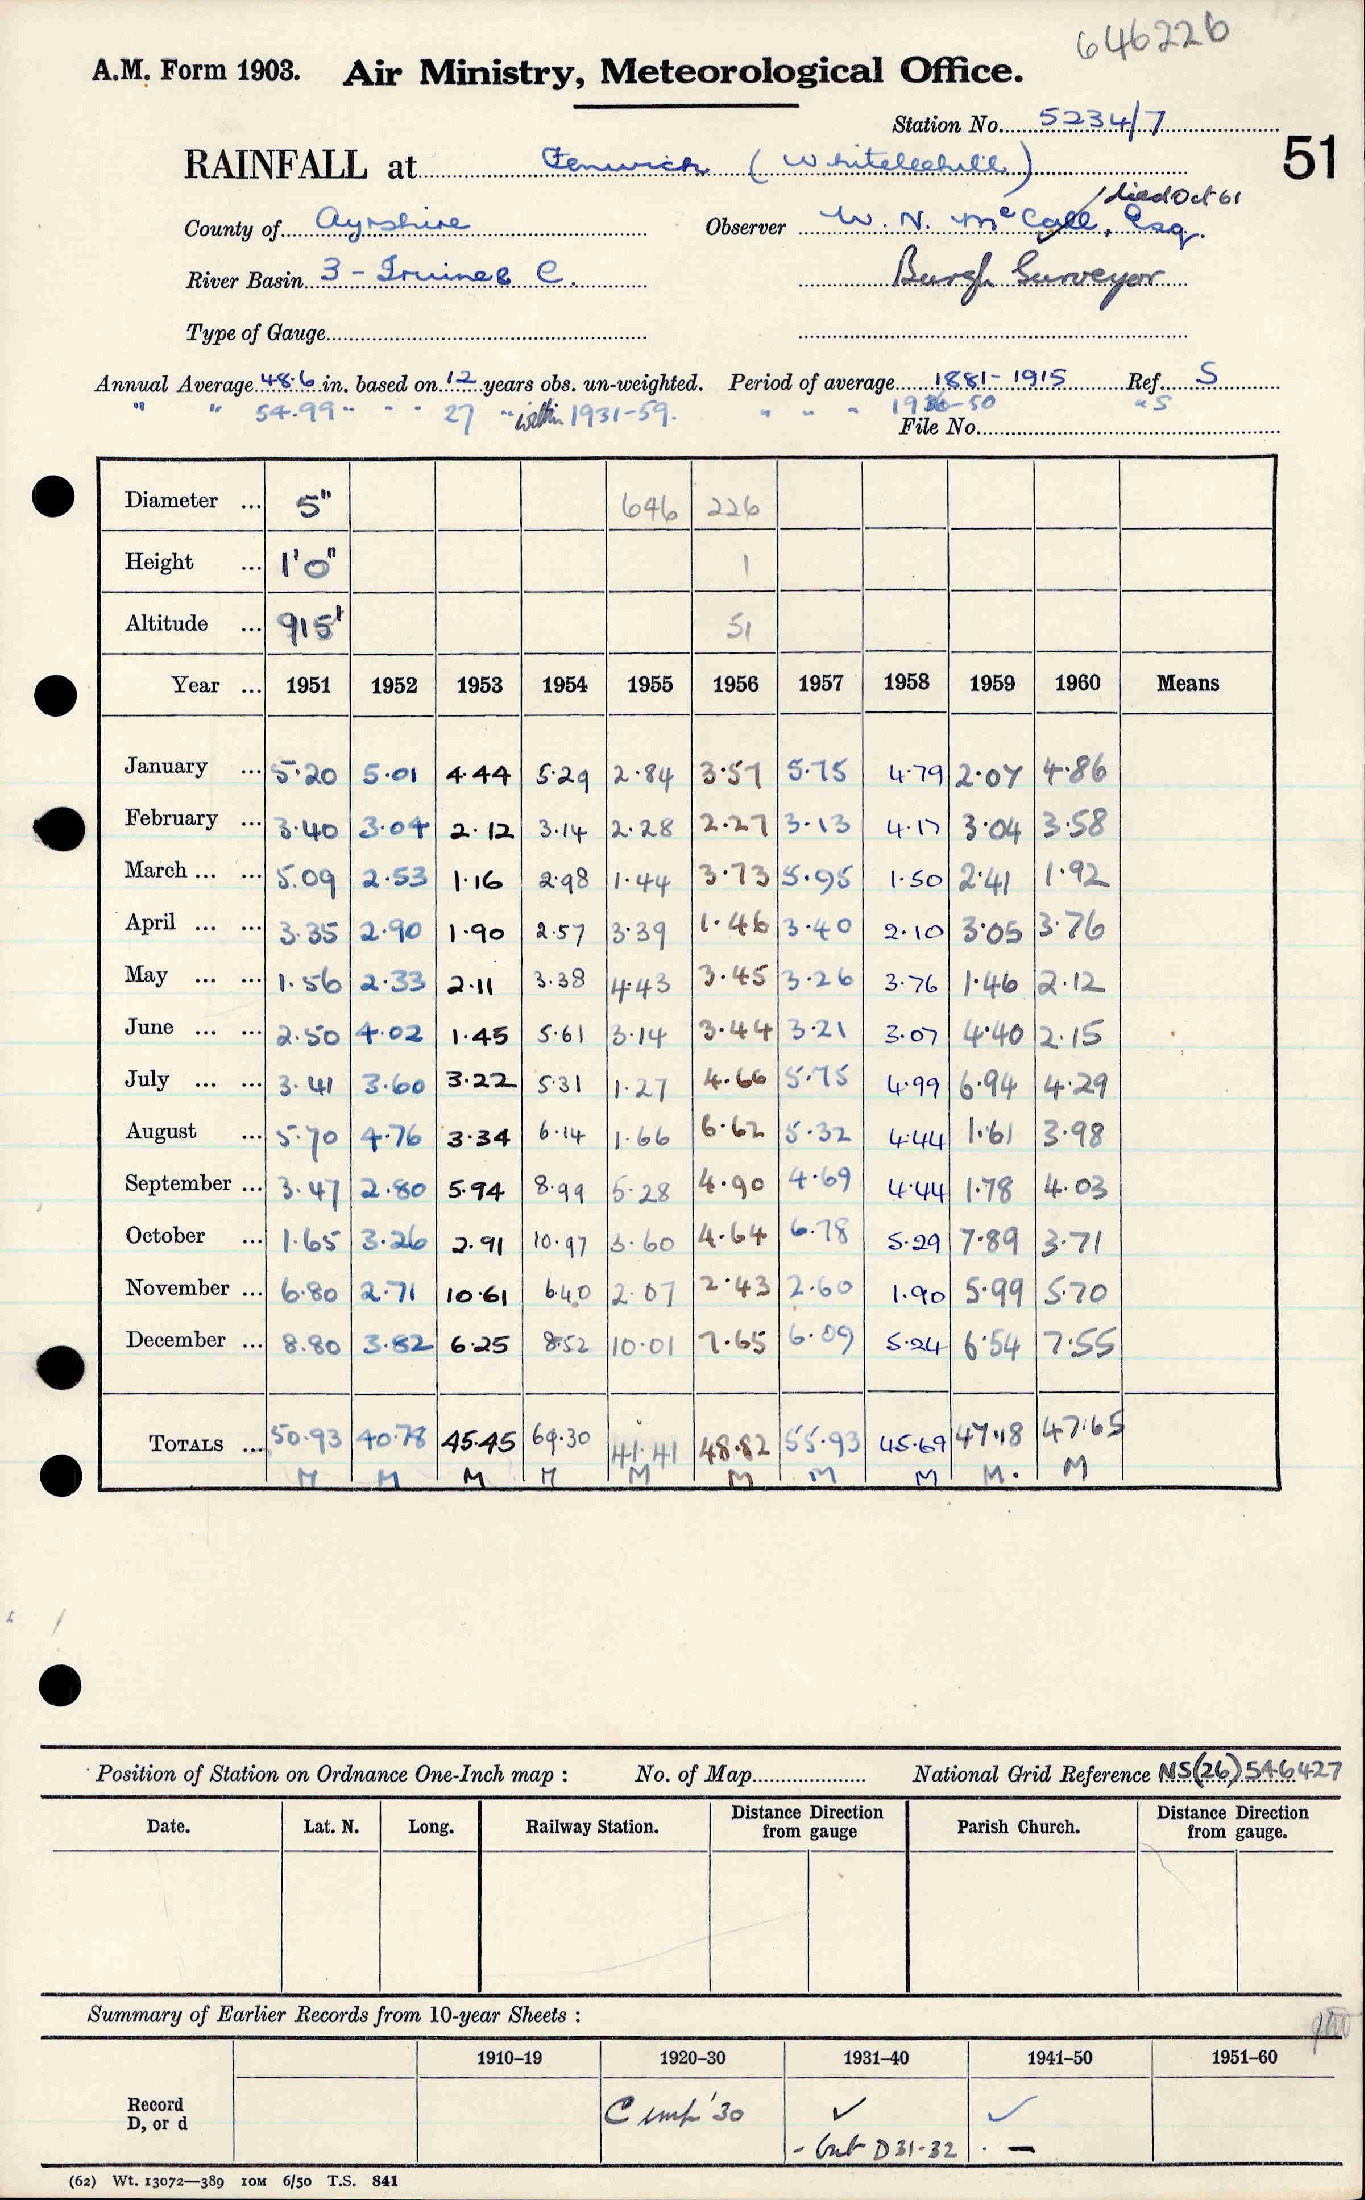 646226
A.M. Form 1903. Air Ministry, Meteorological Office.
Station No. 5234/7
51
RAINFALL at Fenwick (Whiteleehill)
died Oct 61
County of Ayrshire Observer W. N. McCall, Esq.
River Basin 3 - Irvine & C. Burgh Surveyor
Type of Gauge
Annual Average 48.6 in. based on 12 years obs. un-weighted. Period of average 1881-1915 Ref. S
" " 54.99 " " " 27 " within 1931-59. " " " 1936-50 " S
File No.
Diameter ... 5" 646 226
Height ... 1'0" 1
Altitude ... 915' 51
Year ... 1951 1952 1953 1954 1955 1956 1957 1958 1959 1960 Means
January ... 5.20 5.01 4.44 5.29 2.84 3.57 5.75 4.79 2.07 4.86
February ... 3.40 3.04 2.12 3.14 2.28 2.27 3.13 4.17 3.04 3.58
March ... ... 5.09 2.53 1.16 2.98 1.44 3.73 5.95 1.50 2.41 1.92
April ... ... 3.35 2.90 1.90 2.57 3.39 1.46 3.40 2.10 3.05 3.76
May ... ... 1.56 2.33 2.11 3.38 4.43 3.45 3.26 3.76 1.46 2.12
June ... ... 2.50 4.02 1.45 5.61 3.14 3.44 3.21 3.07 4.40 2.15
July ... ... 3.41 3.60 3.22 5.31 1.27 4.66 5.75 4.99 6.94 4.29
August ... 5.70 4.76 3.34 6.14 1.66 6.62 5.32 4.44 1.61 3.98
September ... 3.47 2.80 5.94 8.99 5.28 4.90 4.69 4.44 1.78 4.03
October ... 1.65 3.26 2.91 10.97 3.60 4.64 6.78 5.29 7.89 3.71
November ... 6.80 2.71 10.61 6.40 2.07 2.43 2.60 1.90 5.99 5.70
December ... 8.80 3.82 6.25 8.52 10.01 7.65 6.09 5.24 6.54 7.55
TOTALS ... 50.93 40.78 45.45 69.30 41.41 48.82 55.93 45.69 47.18 47.65
M M M M M M M M M. M
Position of Station on Ordnance One-Inch map : No. of Map National Grid Reference NS(26)546427
Date. Lat. N. Long. Railway Station. Distance Direction from gauge Parish Church. Distance Direction from gauge.
Summary of Earlier Records from 10-year Sheets :
1910–19 1920–30 1931–40 1941–50 1951–60
Record D, or d C imp '30 ✓ ✓
- but D 31-32 —
(62) Wt. 13072—389 10M 6/50 T.S. 841